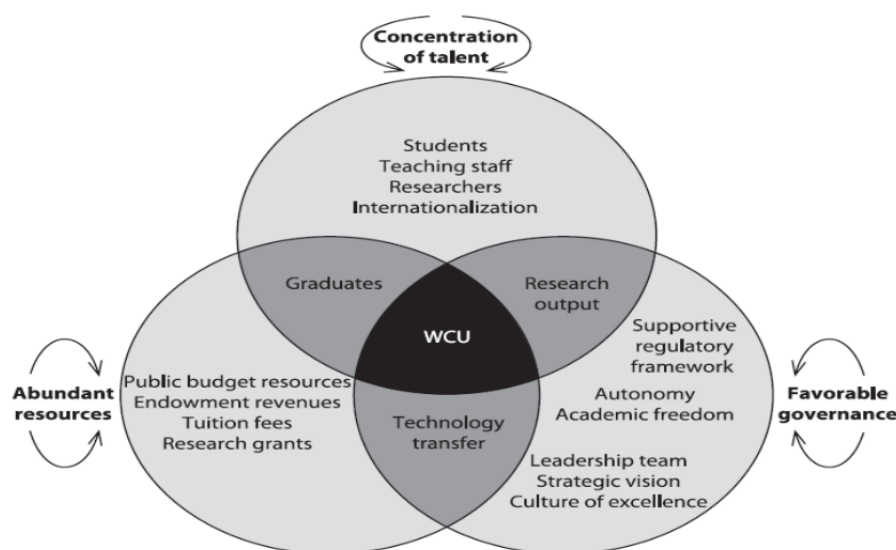 Concentration
of talent
Students
Teaching staff
Researchers
Internationalization
Graduates
Research
output
WCU
Supportive
regulatory
framework
Abundant
resources
Public budget resources
Endowment revenues
Tuition fees
Research grants
Autonomy
Academic freedom
Favorable
governance
Technology
transfer
Leadership team
Strategic vision
Culture of excellence